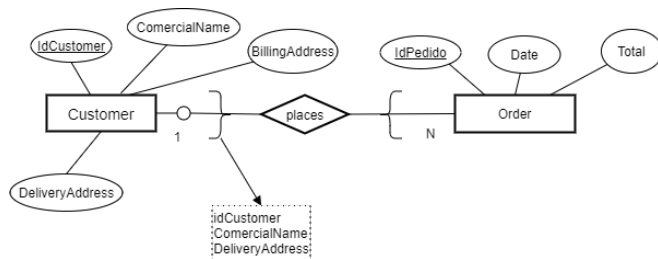 ComercialName
IdCustomer
BillingAddress
IdPedido
Date
Total
Customer
places
Order
1
N
DeliveryAddress
idCustomer
ComercialName
DeliveryAddress